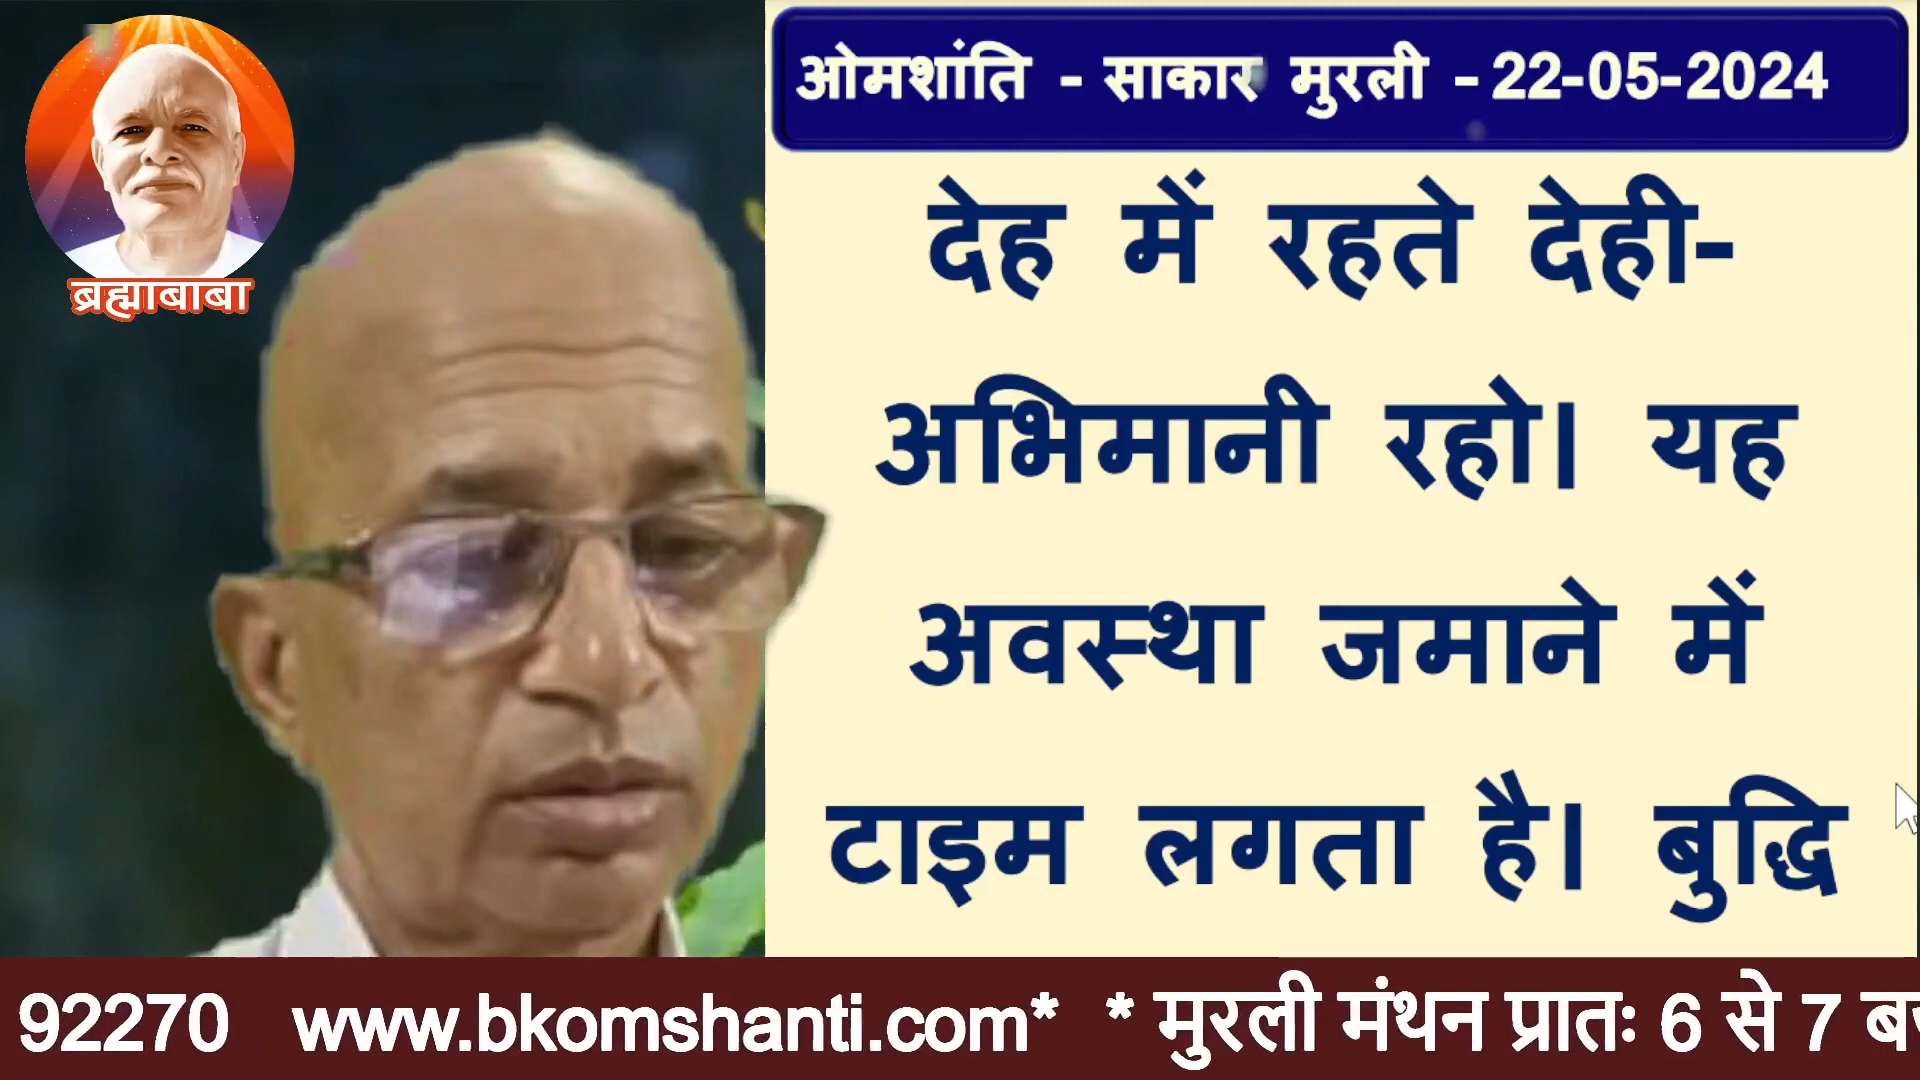 ओमशांति - साकार मुरली - 22-05-2024
ब्रह्माबाबा
देह में रहते देही-
अभिमानी रहो। यह
अवस्था जमाने में
टाइम लगता है। बुद्धि
92270 www.bkomshanti.com* * मुरली मंथन प्रातः 6 से 7